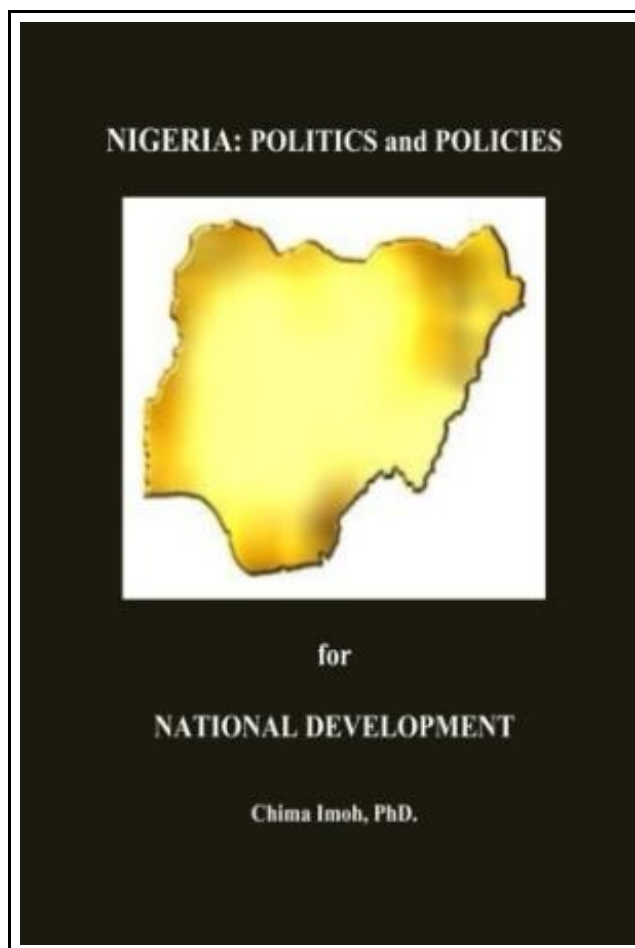 NIGERIA: POLITICS and POLICIES
for
NATIONAL DEVELOPMENT
Chima Imoh, PhD.